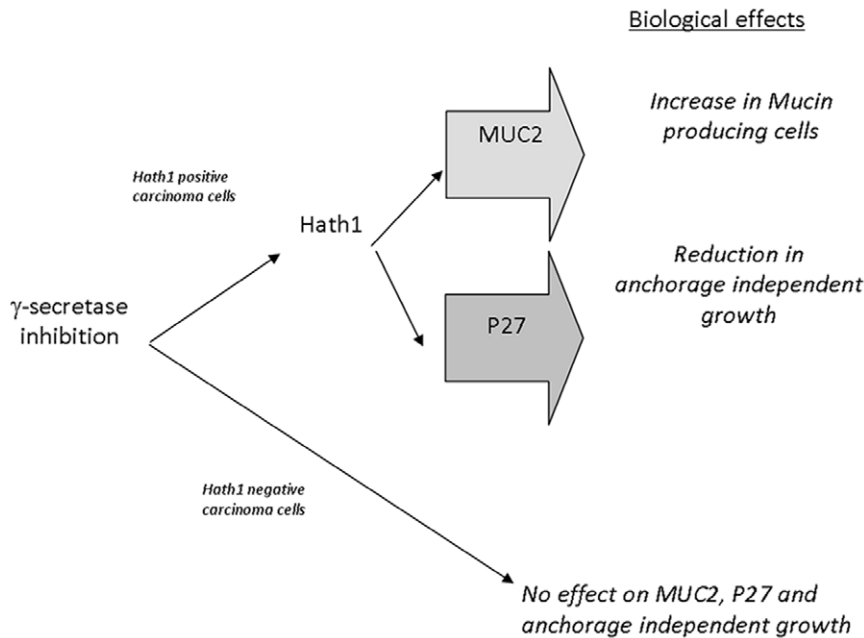 Biological effects
MUC2
Increase in Mucin
producing cells
Hath1 positive
carcinoma cells
Hath1
Reduction in
anchorage independent
growth
γ-secretase
inhibition
P27
Hath1 negative
carcinoma cells
No effect on MUC2, P27 and
anchorage independent growth